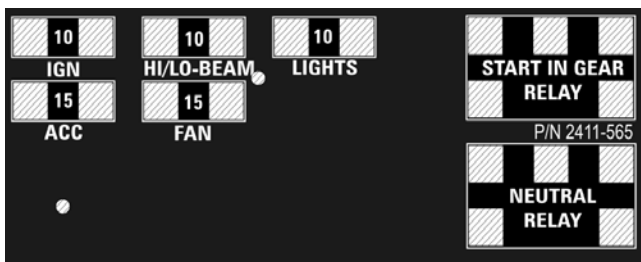 10 10 10
IGN HI/LO-BEAM LIGHTS
15 15
ACC FAN
START IN GEAR
RELAY
P/N 2411-565
NEUTRAL
RELAY